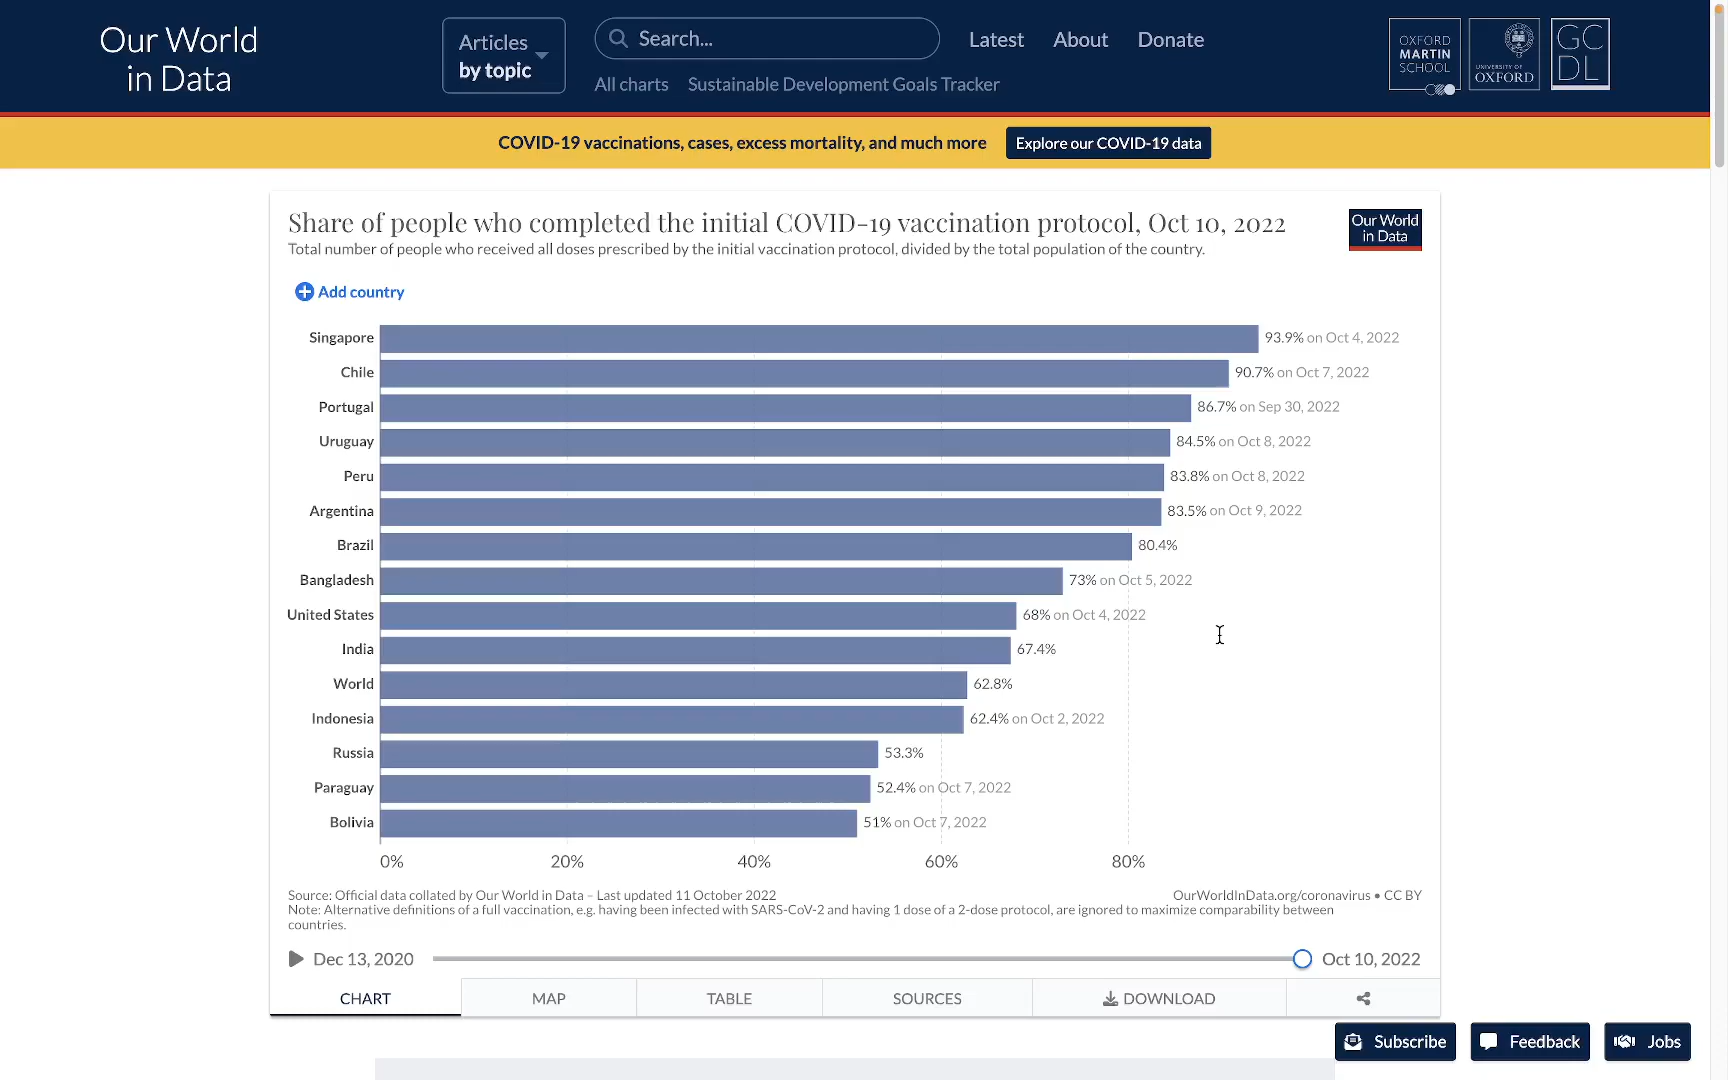 Our World
in Data
Articles
by topic
Search...
Latest
About
Donate
All charts
Sustainable Development Goals Tracker
OXFORD
MARTIN
SCHOOL
UNIVERSITY OF
OXFORD
GC
DL
COVID-19 vaccinations, cases, excess mortality, and much more
Explore our COVID-19 data
Share of people who completed the initial COVID-19 vaccination protocol, Oct 10, 2022
Total number of people who received all doses prescribed by the initial vaccination protocol, divided by the total population of the country.
Our World
in Data
Add country
Singapore 93.9% on Oct 4, 2022
Chile 90.7% on Oct 7, 2022
Portugal 86.7% on Sep 30, 2022
Uruguay 84.5% on Oct 8, 2022
Peru 83.8% on Oct 8, 2022
Argentina 83.5% on Oct 9, 2022
Brazil 80.4%
Bangladesh 73% on Oct 5, 2022
United States 68% on Oct 4, 2022
India 67.4%
World 62.8%
Indonesia 62.4% on Oct 2, 2022
Russia 53.3%
Paraguay 52.4% on Oct 7, 2022
Bolivia 51% on Oct 7, 2022
0% 20% 40% 60% 80%
Source: Official data collated by Our World in Data – Last updated 11 October 2022
OurWorldInData.org/coronavirus • CC BY
Note: Alternative definitions of a full vaccination, e.g. having been infected with SARS-CoV-2 and having 1 dose of a 2-dose protocol, are ignored to maximize comparability between
countries.
Dec 13, 2020
Oct 10, 2022
CHART
MAP
TABLE
SOURCES
DOWNLOAD
Subscribe
Feedback
Jobs